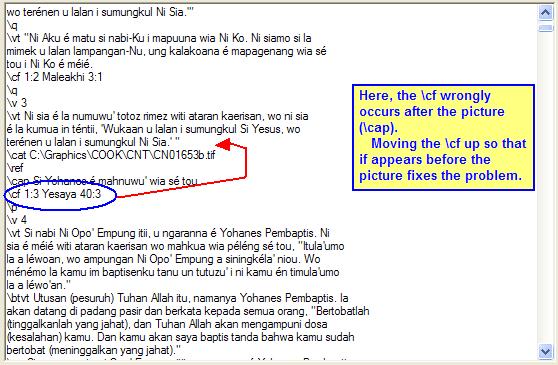 wo terénen u lalan i sumungkul Ni Sia.'"
\q
\vt "Ni Aku é matu si nabi-Ku i mapuuna wia Ni Ko. Ni siamo si la
mimek u lalan lampangan-Nu, ung kalakoana é mapagenang wia sé
tou i Ni Ko é méié.
\cf 1:2 Maleakhi 3:1
\q
\v 3
\vt Ni sia é la numuwu' totoz rimez witi ataran kaerisan, wo ni sia
é la kumua in téntii, 'Wukaan u lalan i sumungkul Si Yesus, wo
terénen u lalan i sumungkul Ni Sia.' "
\cat C:\Graphics\COOK\CNT\CN01653b.tif
\ref
\cap Si Yohanes é mahnuwu' wia sé tou
\cf 1:3 Yesaya 40:3
\p
\v 4
\vt Si nabi Ni Opo' Empung itii, u ngaranna é Yohanes Pembaptis. Ni
sia é méié witi ataran kaerisan wo mahkua wia péléng sé tou, "Itula'umo
la a léwoan, wo ampungan Ni Opo' Empung a siningkéla' niou. Wo
ménémo la kamu im baptisenku tanu un tutuzu' i ni kamu én timula'umo
la a léwo'an."
\btvt Utusan (pesuruh) Tuhan Allah itu, namanya Yohanes Pembaptis. Ia
akan datang di padang pasir dan berkata kepada semua orang, "Bertobatlah
(tinggalkanlah yang jahat), dan Tuhan Allah akan mengampuni dosa
(kesalahan) kamu. Dan kamu akan saya baptis tanda bahwa kamu sudah
bertobat (meninggalkan yang jahat)."
Here, the \cf wrongly
occurs after the picture
(\cap).
Moving the \cf up so that
if appears before the
picture fixes the problem.